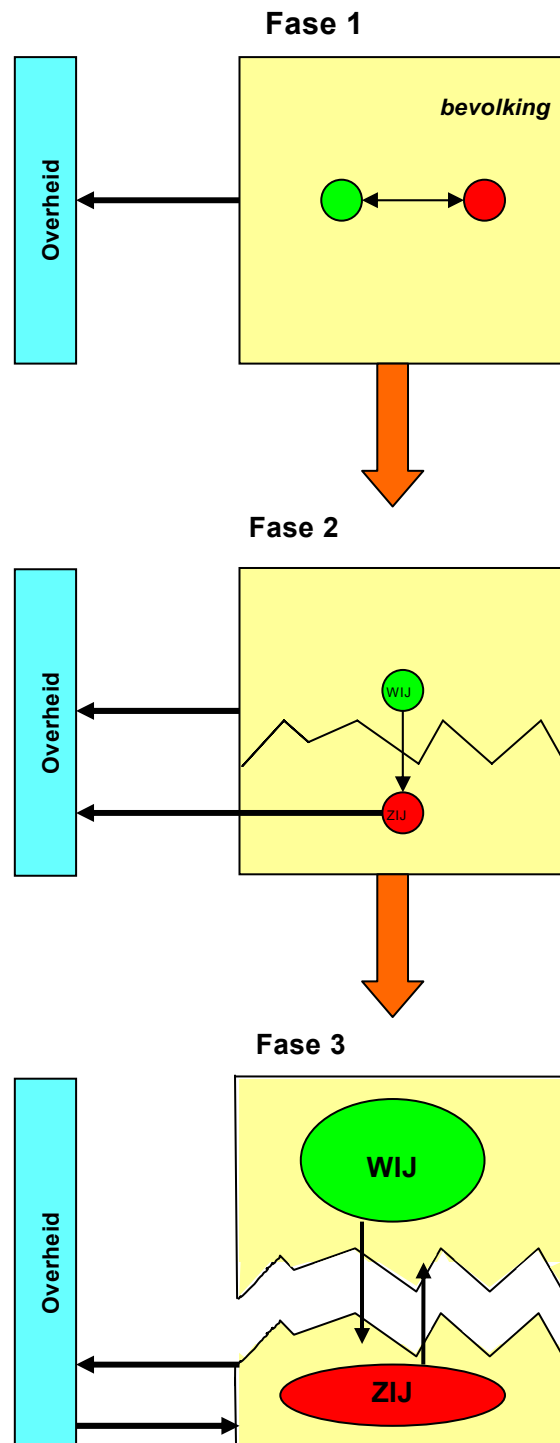 Fase 1
bevolking
Overheid
Fase 2
Overheid
WIJ
ZIJ
Fase 3
Overheid
WIJ
ZIJ